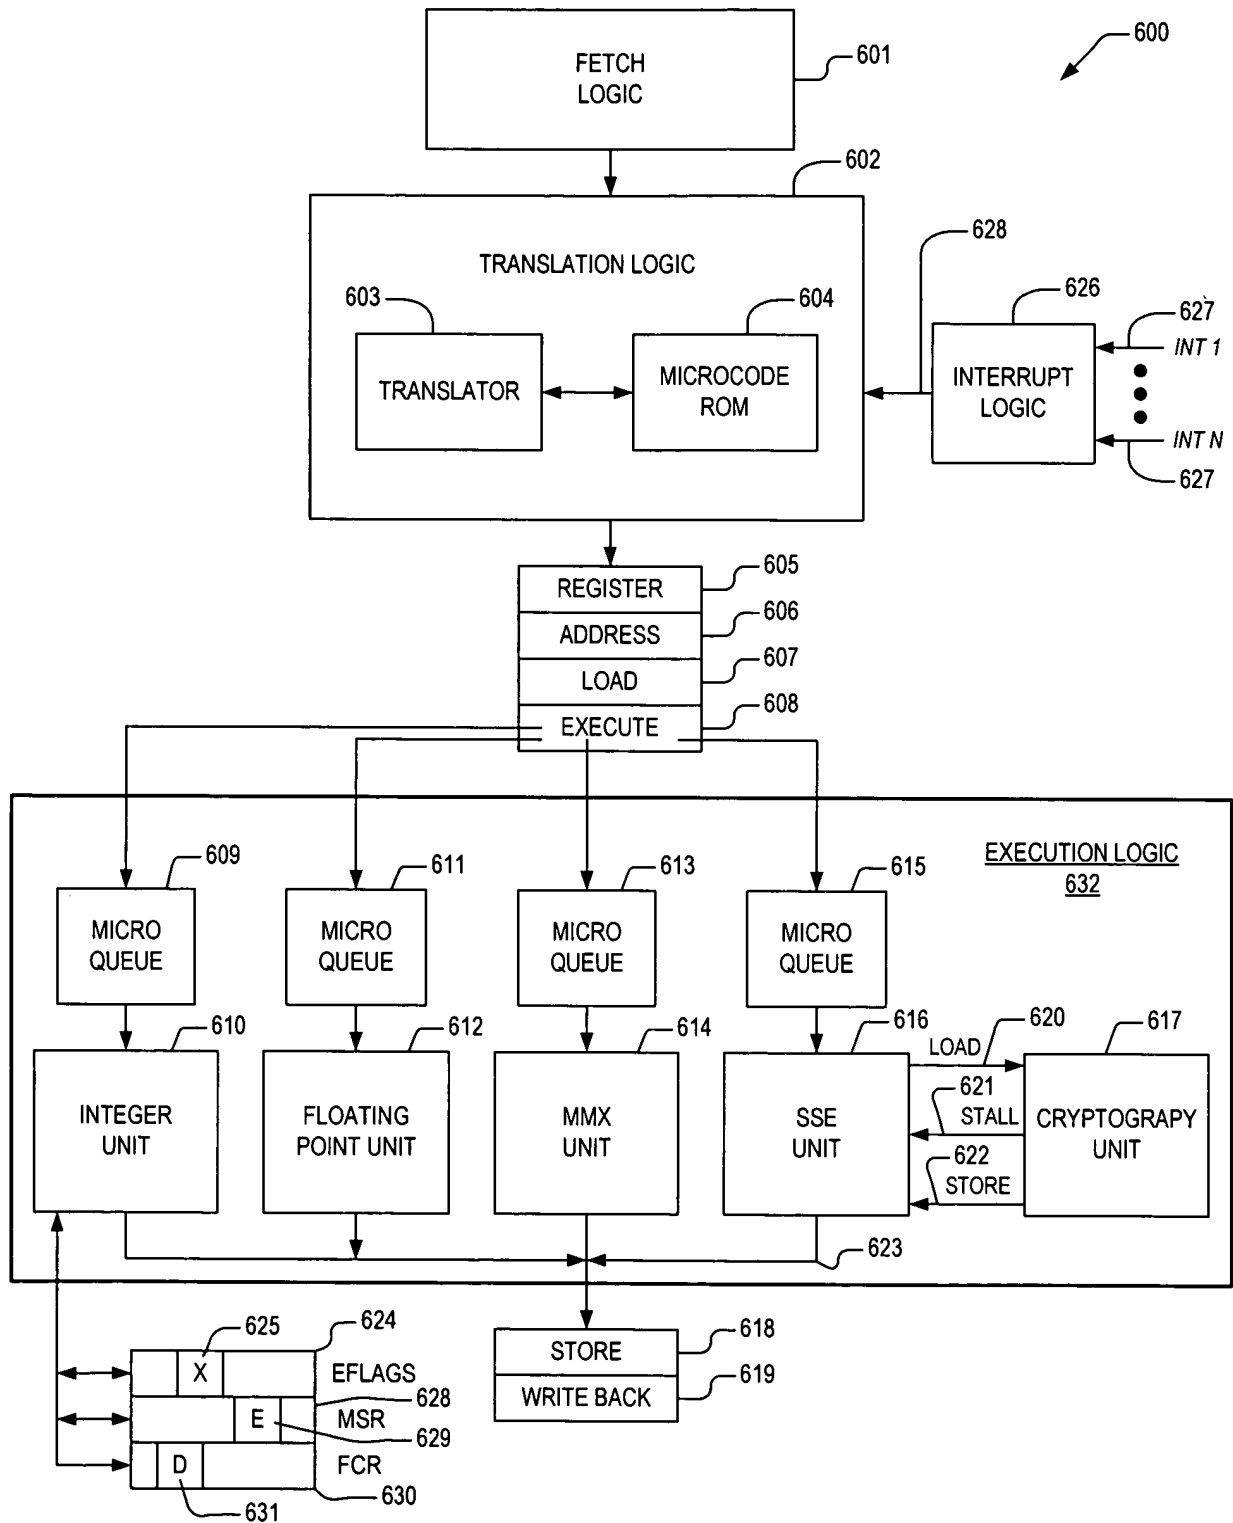 600
FETCH
LOGIC
601
602
TRANSLATION LOGIC
628
603
604
626
627
INT 1
TRANSLATOR
MICROCODE
ROM
INTERRUPT
LOGIC
INT N
627
REGISTER
605
ADDRESS
606
LOAD
607
EXECUTE
608
EXECUTION LOGIC
632
609
611
613
615
MICRO
QUEUE
MICRO
QUEUE
MICRO
QUEUE
MICRO
QUEUE
610
612
614
616
620
617
LOAD
621
STALL
622
STORE
INTEGER
UNIT
FLOATING
POINT UNIT
MMX
UNIT
SSE
UNIT
CRYPTOGRAPY
UNIT
623
625
624
X
EFLAGS
628
E
MSR
629
D
FCR
631
630
STORE
618
WRITE BACK
619